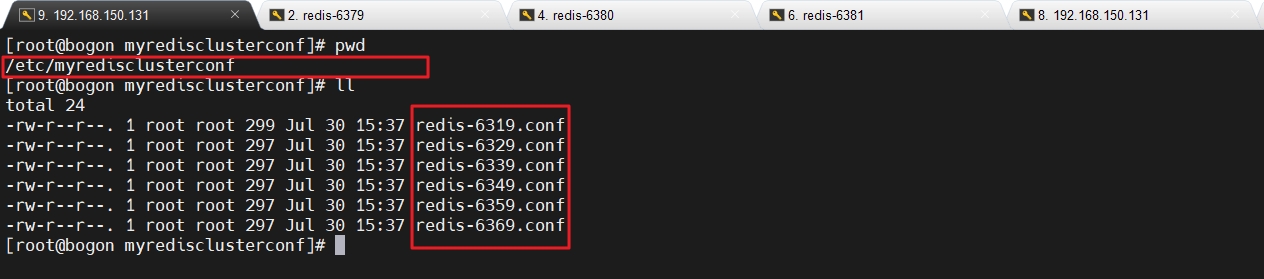 9. 192.168.150.131 2. redis-6379 4. redis-6380 6. redis-6381 8. 192.168.150.131
[root@bogon myredisclusterconf]# pwd
/etc/myredisclusterconf
[root@bogon myredisclusterconf]# ll
total 24
-rw-r--r--. 1 root root 299 Jul 30 15:37 redis-6319.conf
-rw-r--r--. 1 root root 297 Jul 30 15:37 redis-6329.conf
-rw-r--r--. 1 root root 297 Jul 30 15:37 redis-6339.conf
-rw-r--r--. 1 root root 297 Jul 30 15:37 redis-6349.conf
-rw-r--r--. 1 root root 297 Jul 30 15:37 redis-6359.conf
-rw-r--r--. 1 root root 297 Jul 30 15:37 redis-6369.conf
[root@bogon myredisclusterconf]#